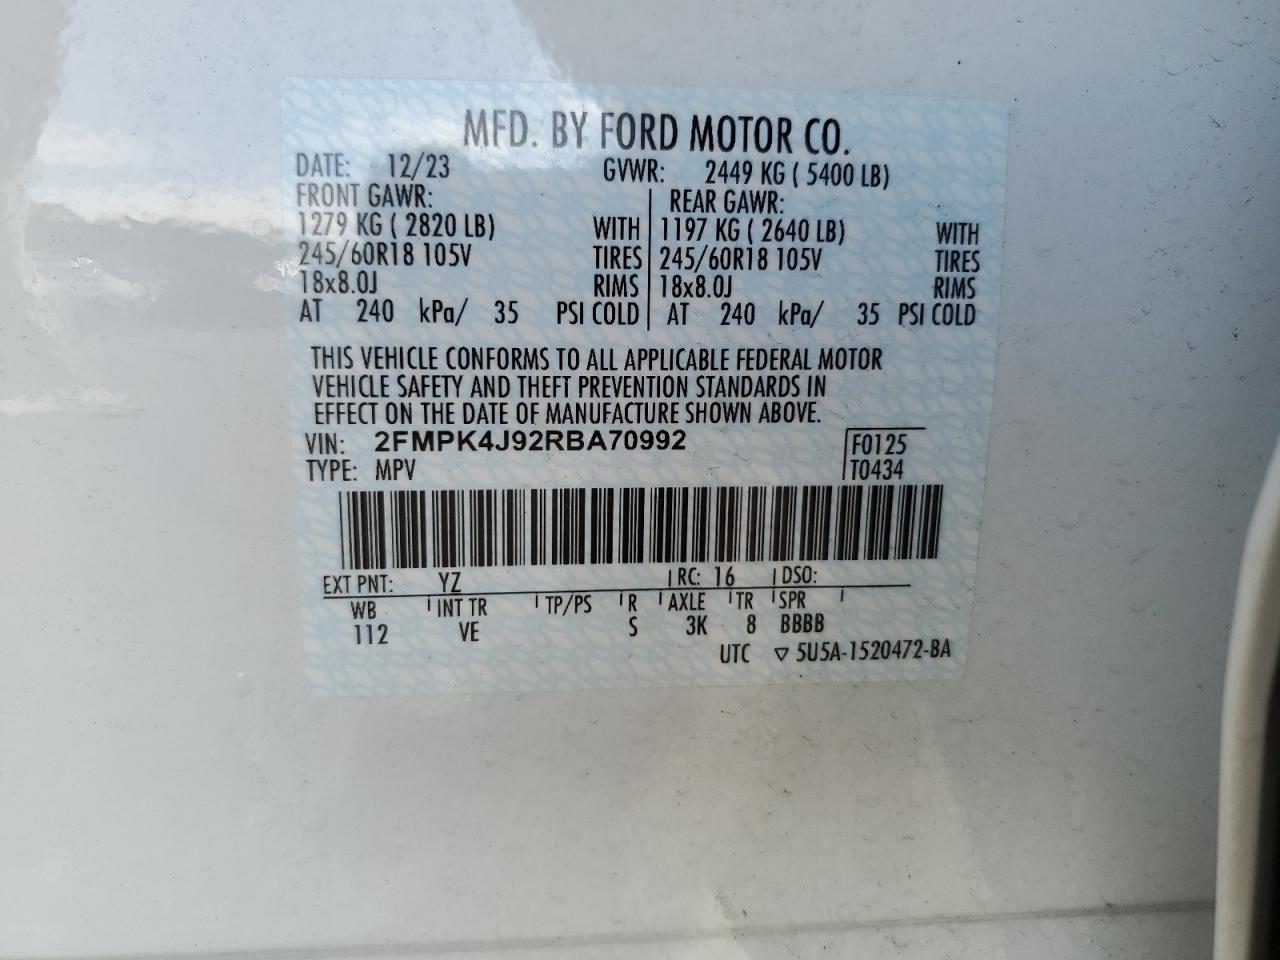 MFD. BY FORD MOTOR CO.
DATE: 12/23 GVWR: 2449 KG ( 5400 LB)
FRONT GAWR: REAR GAWR:
1279 KG ( 2820 LB) WITH 1197 KG ( 2640 LB) WITH
245/60R18 105V TIRES 245/60R18 105V TIRES
18x8.0J RIMS 18x8.0J RIMS
AT 240 kPa/ 35 PSI COLD AT 240 kPa/ 35 PSI COLD
THIS VEHICLE CONFORMS TO ALL APPLICABLE FEDERAL MOTOR
VEHICLE SAFETY AND THEFT PREVENTION STANDARDS IN
EFFECT ON THE DATE OF MANUFACTURE SHOWN ABOVE.
VIN: 2FMPK4J92RBA70992 F0125
TYPE: MPV T0434
EXT PNT: YZ RC: 16 DSO:
WB INT TR TP/PS R AXLE TR SPR
112 VE S 3K 8 BBBB
UTC ▽ 5U5A-1520472-BA